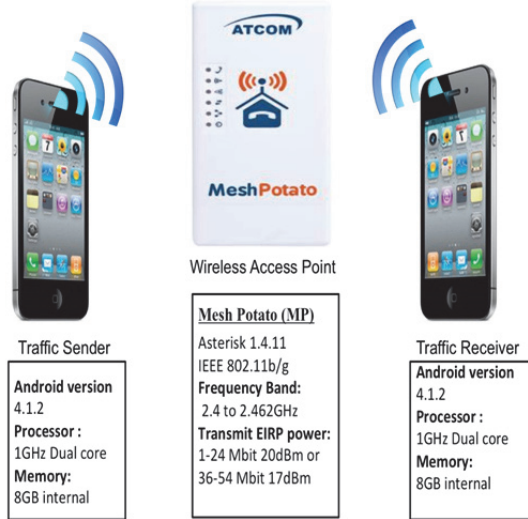 ATCOM
MeshPotato
Wireless Access Point
Traffic Sender
Android version
4.1.2
Processor :
1GHz Dual core
Memory:
8GB internal
Mesh Potato (MP)
Asterisk 1.4.11
IEEE 802.11b/g
Frequency Band:
2.4 to 2.462GHz
Transmit EIRP power:
1-24 Mbit 20dBm or
36-54 Mbit 17dBm
Traffic Receiver
Android version
4.1.2
Processor :
1GHz Dual core
Memory:
8GB internal